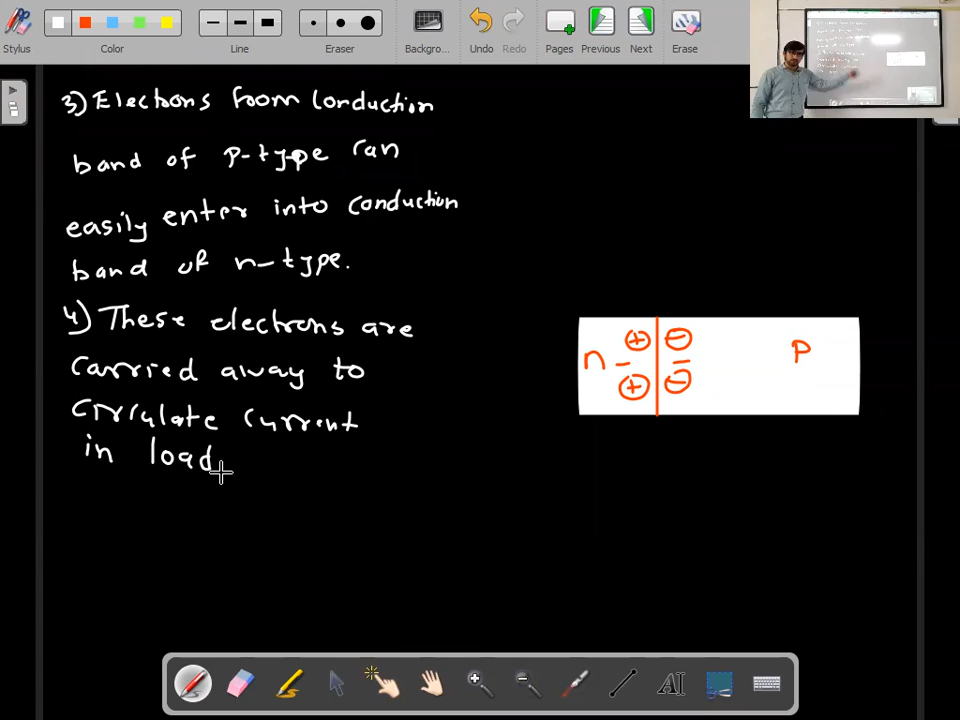 Stylus
Color
Line
Eraser
Backgro...
Undo
Redo
Pages
Previous
Next
Erase
3) Electrons from conduction
band of P-type can
easily enter into conduction
band of n-type.
4) These electrons are
carried away to
circulate current
in load
n
P